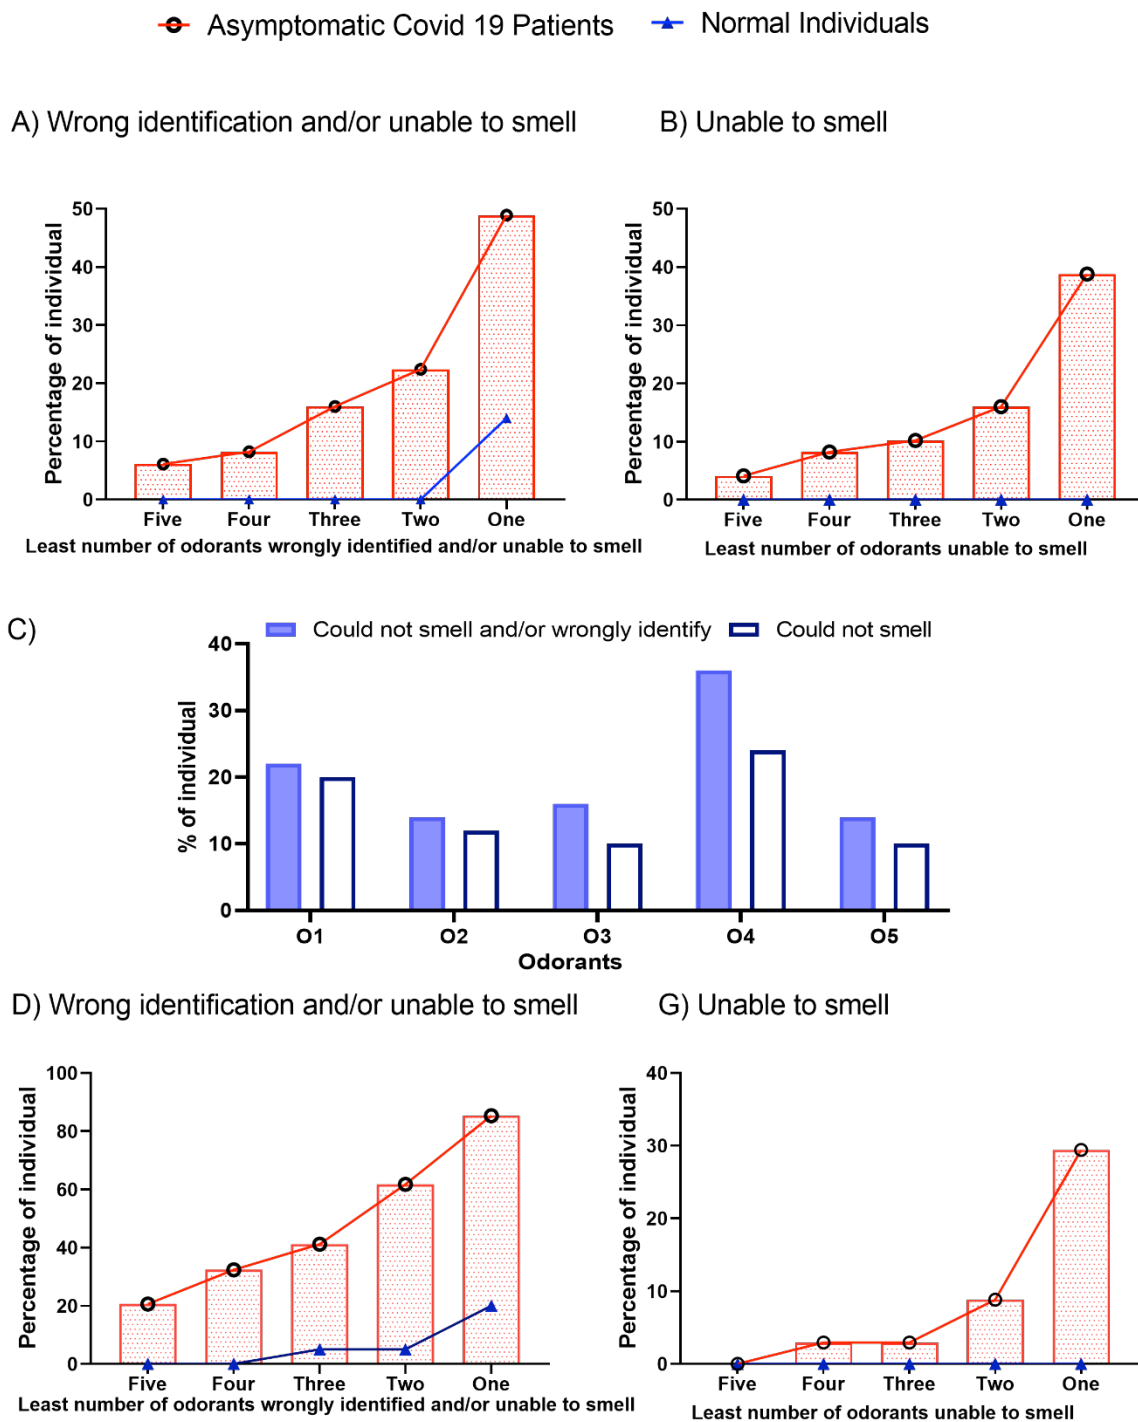 Asymptomatic Covid 19 Patients Normal Individuals
A) Wrong identification and/or unable to smell
B) Unable to smell
Percentage of individual
50
40
30
20
10
0
Five Four Three Two One
Least number of odorants wrongly identified and/or unable to smell
Percentage of individual
50
40
30
20
10
0
Five Four Three Two One
Least number of odorants unable to smell
C)
Could not smell and/or wrongly identify Could not smell
% of individual
40
30
20
10
0
O1 O2 O3 O4 O5
Odorants
D) Wrong identification and/or unable to smell
G) Unable to smell
Percentage of individual
100
80
60
40
20
0
Five Four Three Two One
Least number of odorants wrongly identified and/or unable to smell
Percentage of individual
40
30
20
10
0
Five Four Three Two One
Least number of odorants unable to smell